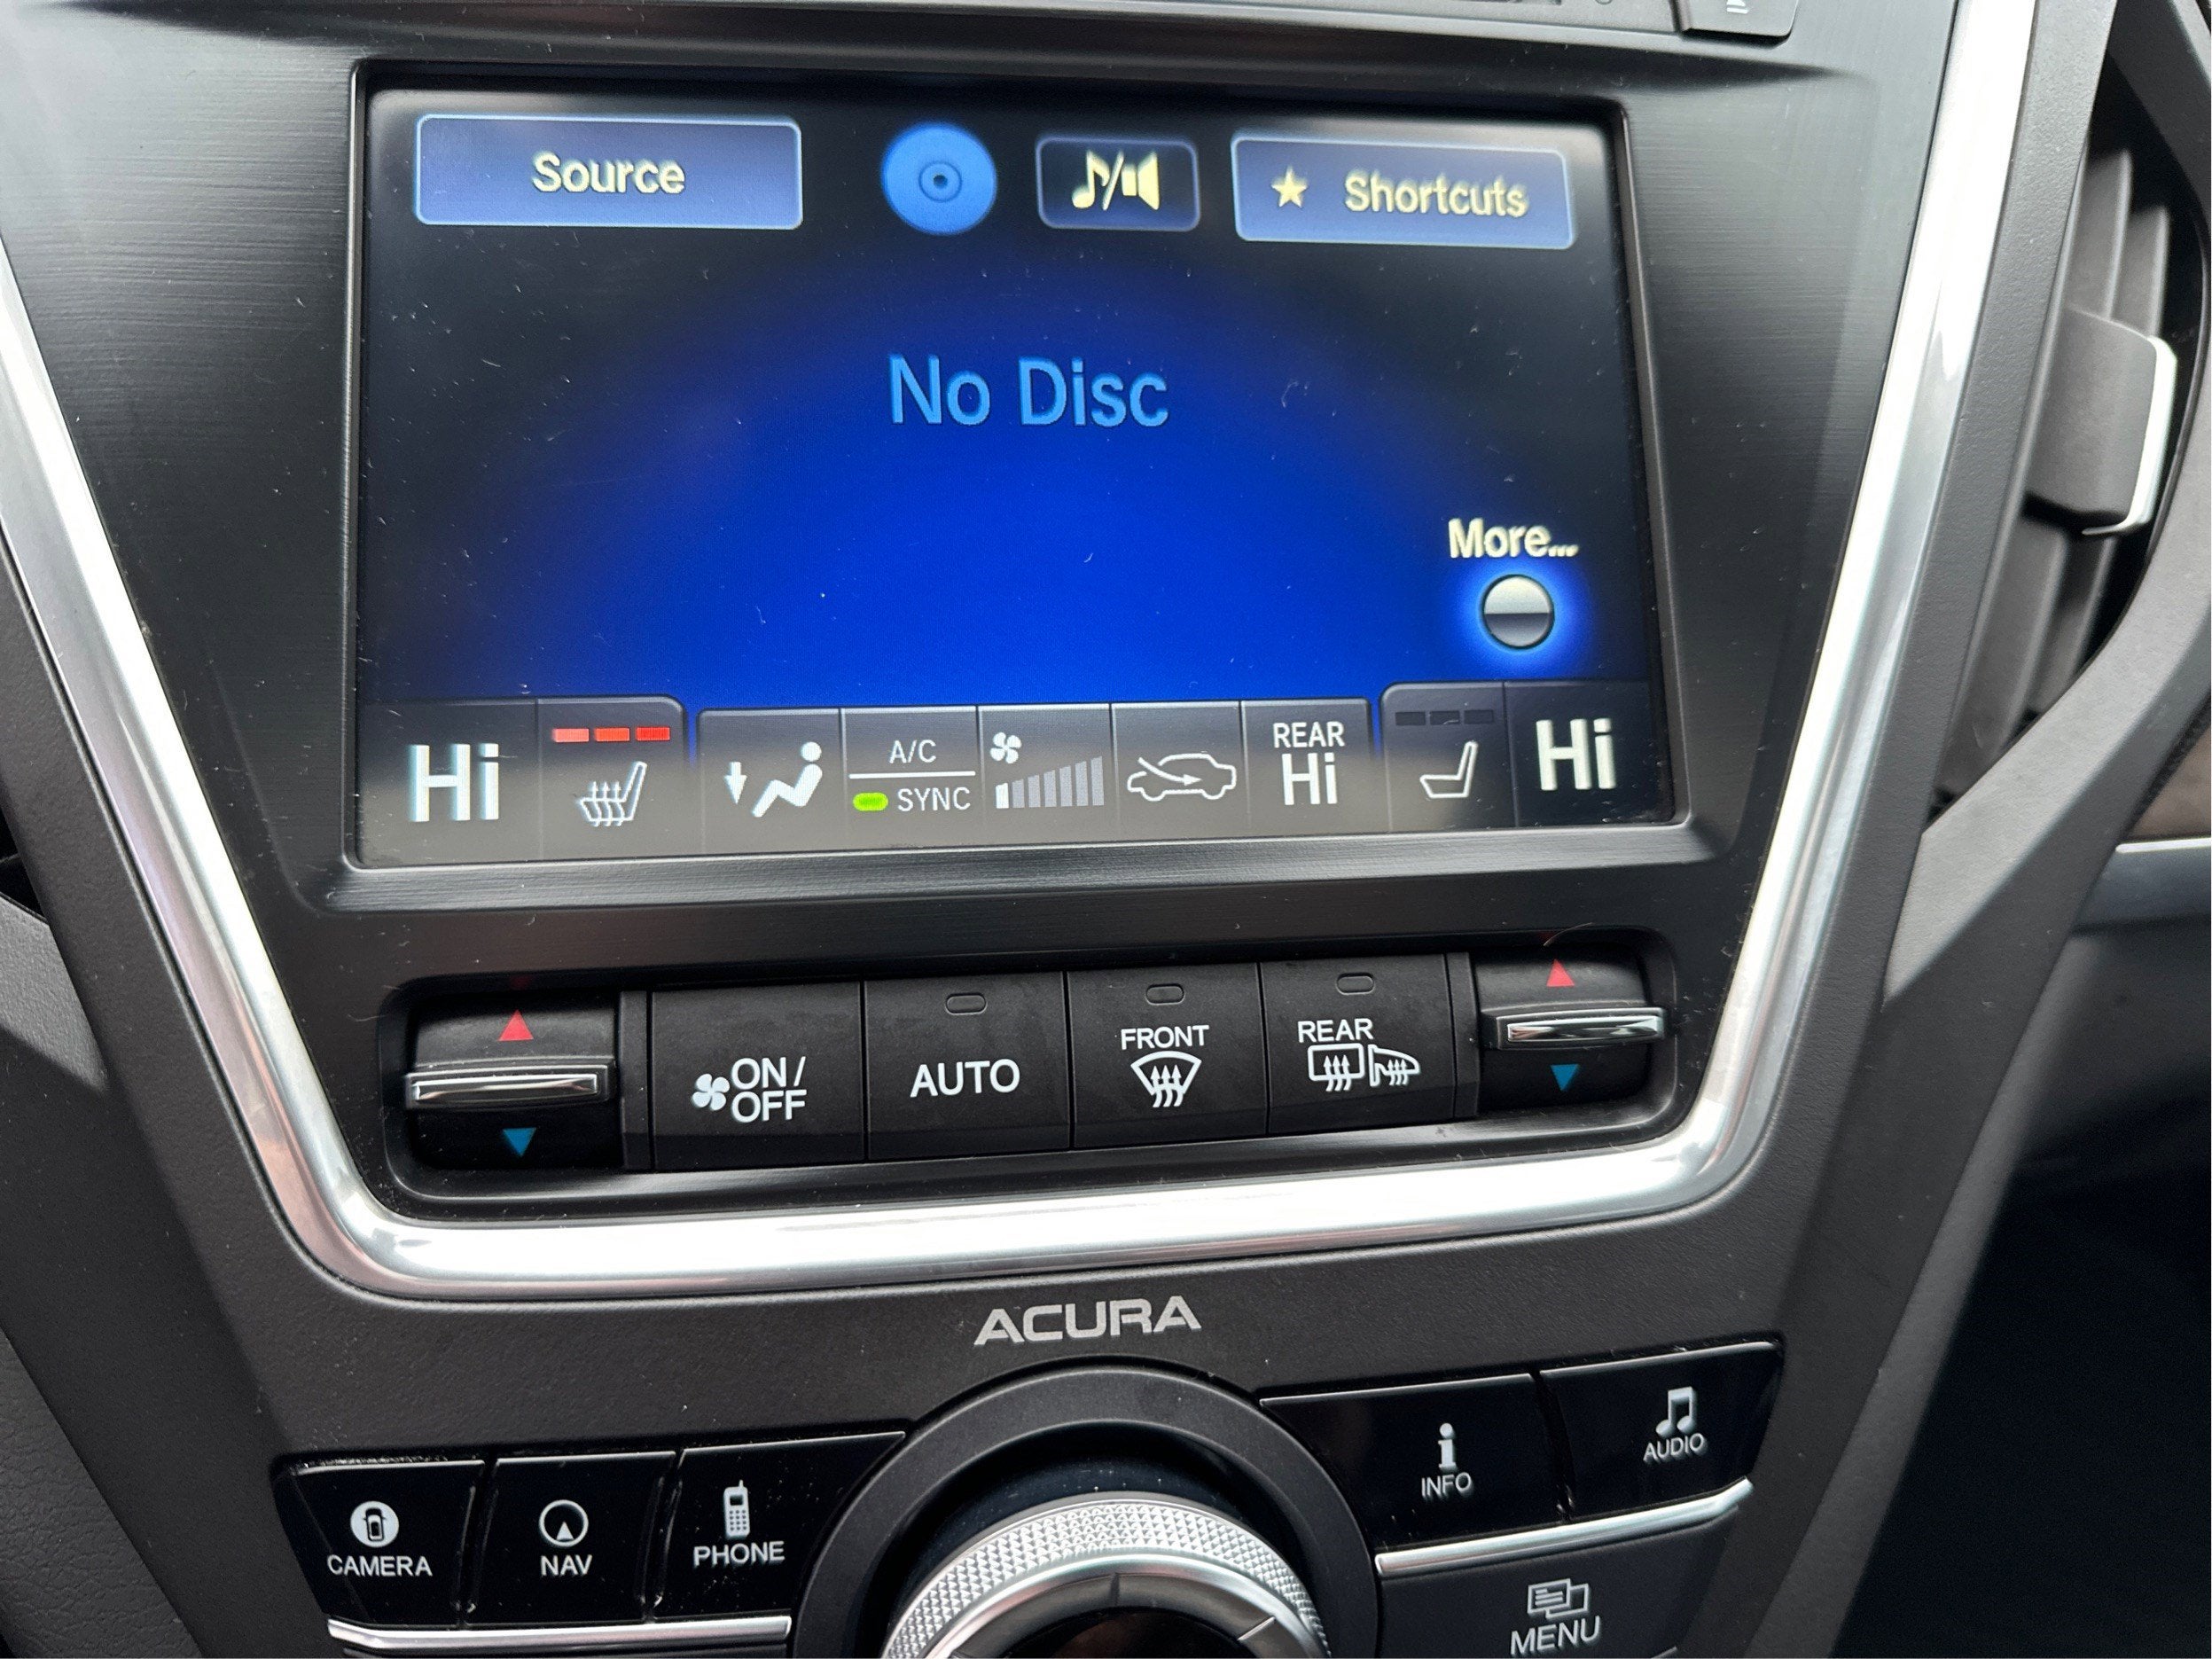 Source
Shortcuts
No Disc
More...
Hi
A/C
SYNC
REAR
Hi
Hi
ON/
OFF
AUTO
FRONT
REAR
ACURA
CAMERA
NAV
PHONE
INFO
AUDIO
MENU